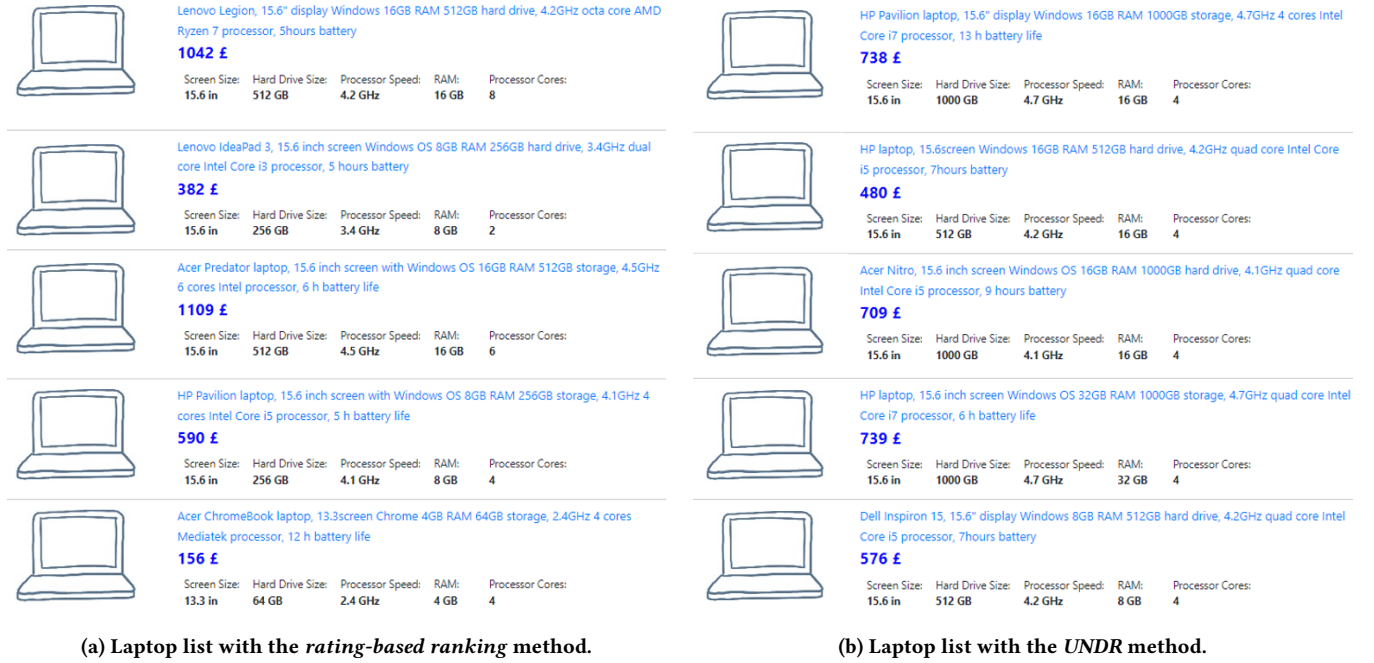 Lenovo Legion, 15.6" display Windows 16GB RAM 512GB hard drive, 4.2GHz octa core AMD
Ryzen 7 processor, 5hours battery
1042 £
Screen Size: Hard Drive Size: Processor Speed: RAM: Processor Cores:
15.6 in 512 GB 4.2 GHz 16 GB 8
Lenovo IdeaPad 3, 15.6 inch screen Windows OS 8GB RAM 256GB hard drive, 3.4GHz dual
core Intel Core i3 processor, 5 hours battery
382 £
Screen Size: Hard Drive Size: Processor Speed: RAM: Processor Cores:
15.6 in 256 GB 3.4 GHz 8 GB 2
Acer Predator laptop, 15.6 inch screen with Windows OS 16GB RAM 512GB storage, 4.5GHz
6 cores Intel processor, 6 h battery life
1109 £
Screen Size: Hard Drive Size: Processor Speed: RAM: Processor Cores:
15.6 in 512 GB 4.5 GHz 16 GB 6
HP Pavilion laptop, 15.6 inch screen with Windows OS 8GB RAM 256GB storage, 4.1GHz 4
cores Intel Core i5 processor, 5 h battery life
590 £
Screen Size: Hard Drive Size: Processor Speed: RAM: Processor Cores:
15.6 in 256 GB 4.1 GHz 8 GB 4
Acer ChromeBook laptop, 13.3screen Chrome 4GB RAM 64GB storage, 2.4GHz 4 cores
Mediatek processor, 12 h battery life
156 £
Screen Size: Hard Drive Size: Processor Speed: RAM: Processor Cores:
13.3 in 64 GB 2.4 GHz 4 GB 4
(a) Laptop list with the rating-based ranking method.
HP Pavilion laptop, 15.6" display Windows 16GB RAM 1000GB storage, 4.7GHz 4 cores Intel
Core i7 processor, 13 h battery life
738 £
Screen Size: Hard Drive Size: Processor Speed: RAM: Processor Cores:
15.6 in 1000 GB 4.7 GHz 16 GB 4
HP laptop, 15.6screen Windows 16GB RAM 512GB hard drive, 4.2GHz quad core Intel Core
i5 processor, 7hours battery
480 £
Screen Size: Hard Drive Size: Processor Speed: RAM: Processor Cores:
15.6 in 512 GB 4.2 GHz 16 GB 4
Acer Nitro, 15.6 inch screen Windows OS 16GB RAM 1000GB hard drive, 4.1GHz quad core
Intel Core i5 processor, 9 hours battery
709 £
Screen Size: Hard Drive Size: Processor Speed: RAM: Processor Cores:
15.6 in 1000 GB 4.1 GHz 16 GB 4
HP laptop, 15.6 inch screen Windows OS 32GB RAM 1000GB storage, 4.7GHz quad core Intel
Core i7 processor, 6 h battery life
739 £
Screen Size: Hard Drive Size: Processor Speed: RAM: Processor Cores:
15.6 in 1000 GB 4.7 GHz 32 GB 4
Dell Inspiron 15, 15.6" display Windows 8GB RAM 512GB hard drive, 4.2GHz quad core Intel
Core i5 processor, 7hours battery
576 £
Screen Size: Hard Drive Size: Processor Speed: RAM: Processor Cores:
15.6 in 512 GB 4.2 GHz 8 GB 4
(b) Laptop list with the UNDR method.